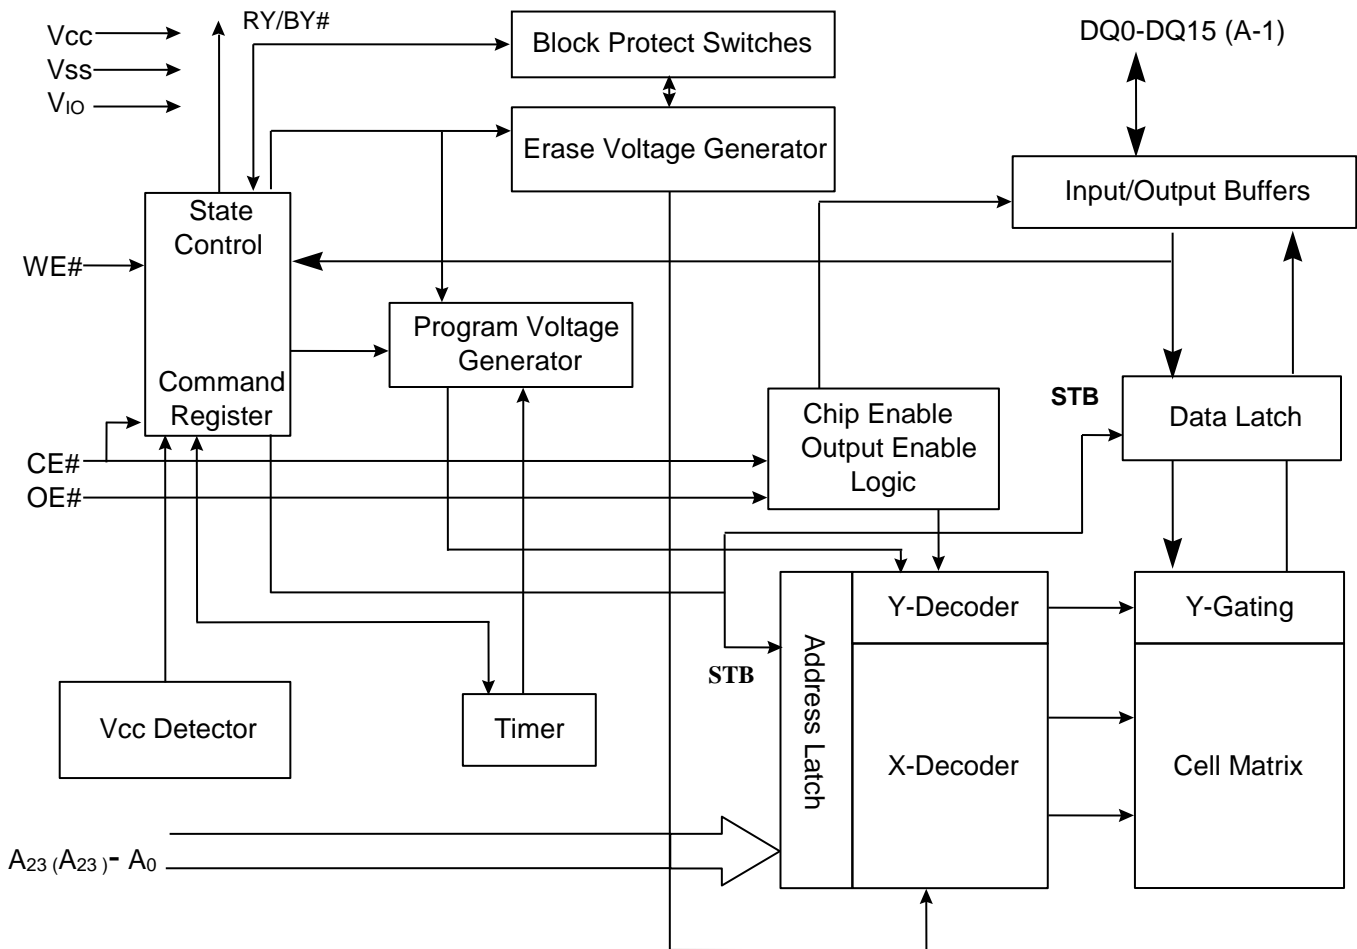 Vcc
Vss
VIO
RY/BY#
Block Protect Switches
DQ0-DQ15 (A-1)
Erase Voltage Generator
Input/Output Buffers
State
Control
WE#
Program Voltage
Generator
Command
Register
STB
Data Latch
Chip Enable
Output Enable
Logic
CE#
OE#
Y-Decoder
Y-Gating
Address Latch
STB
Vcc Detector
Timer
X-Decoder
Cell Matrix
A23 (A23 )- A0